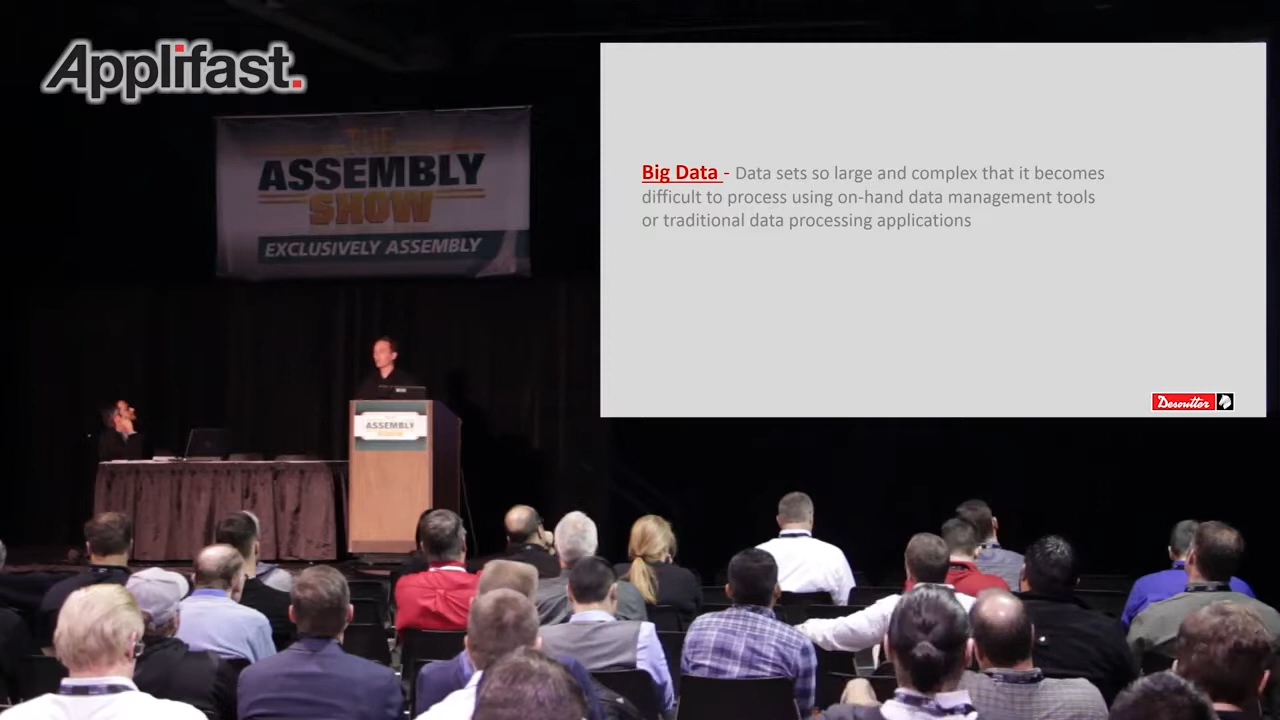 Applifast.
THE
ASSEMBLY
SHOW
EXCLUSIVELY ASSEMBLY
Big Data - Data sets so large and complex that it becomes
difficult to process using on-hand data management tools
or traditional data processing applications
Desoutter
ASSEMBLY